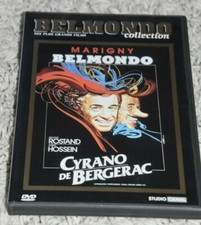 BELMONDO
SES PLUS GRANDS FILMS
collection
MARIGNY
BELMONDO
ROSTAND
HOSSEIN
CYRANO
DE BERGERAC
DVD
STUDIO CANAL